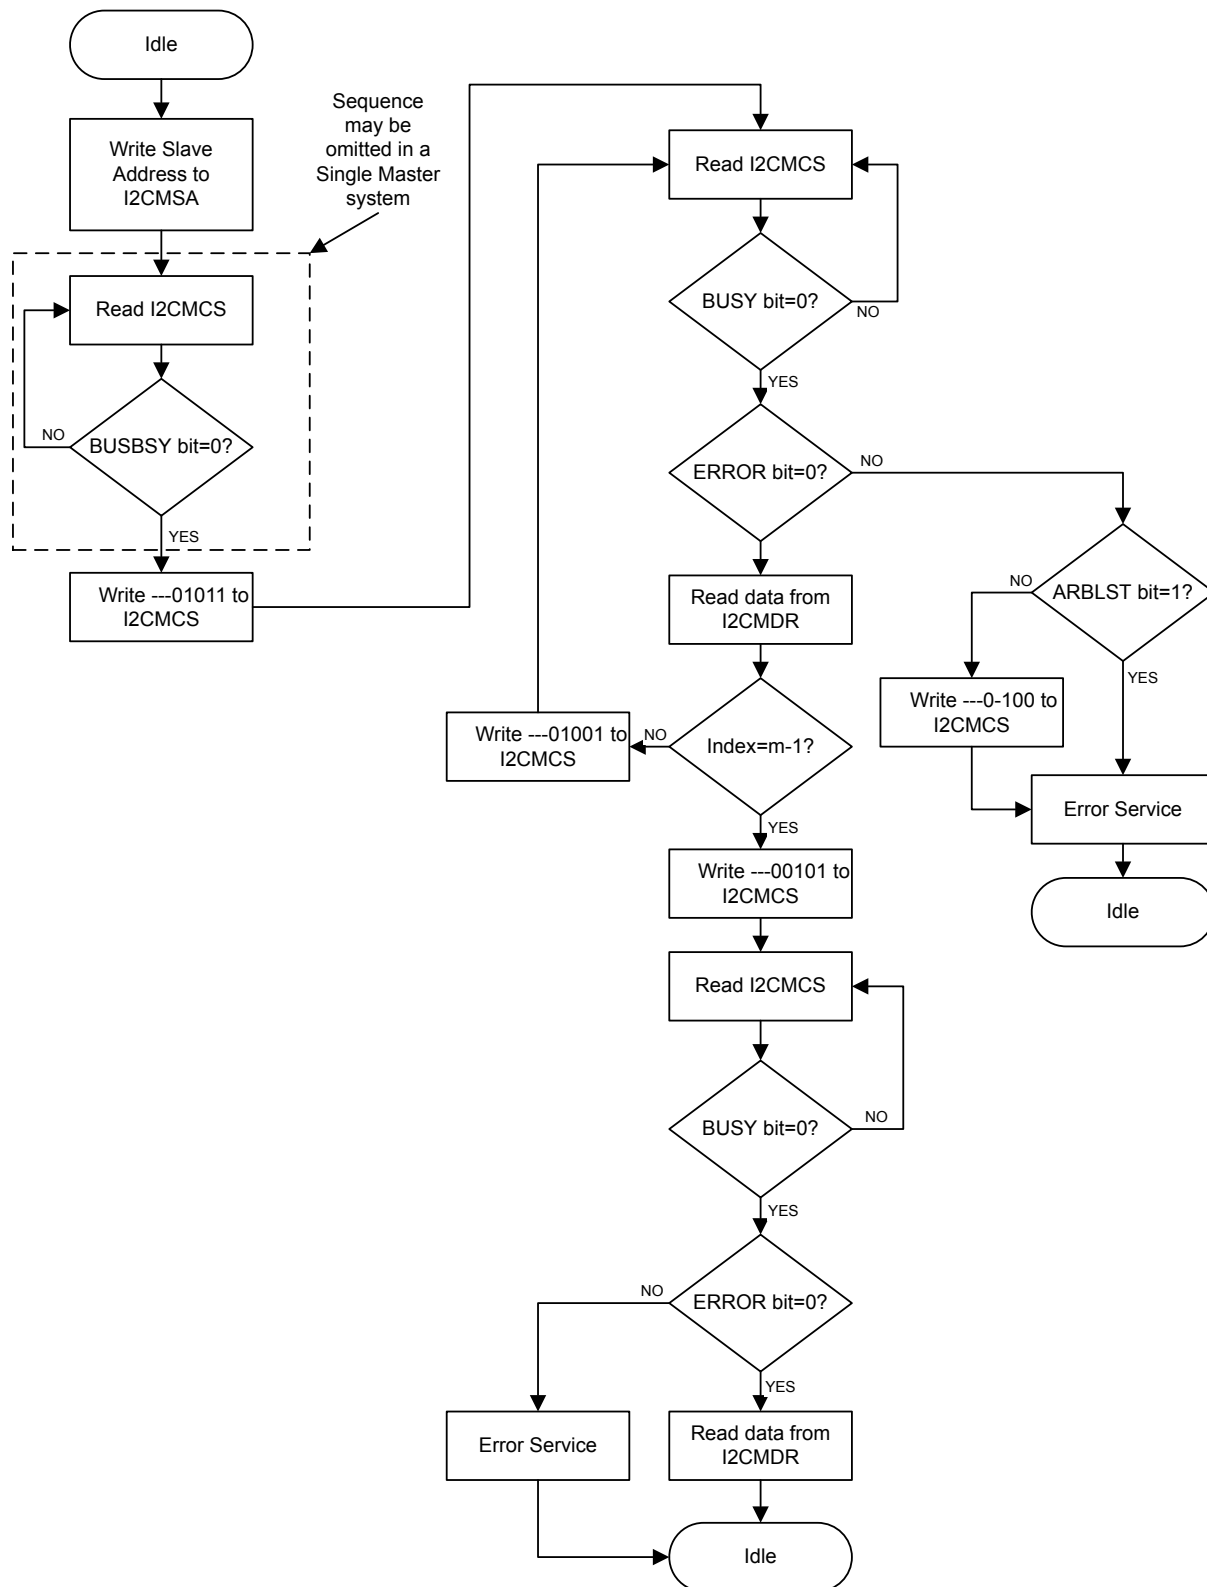 Idle
Write Slave
Address to
I2CMSA
Sequence
may be
omitted in a
Single Master
system
Read I2CMCS
BUSBSY bit=0?
NO
YES
Write ---01011 to
I2CMCS
Read I2CMCS
BUSY bit=0?
NO
YES
ERROR bit=0?
NO
ARBLST bit=1?
NO
YES
Write ---0-100 to
I2CMCS
Error Service
Idle
Read data from
I2CMDR
Index=m-1?
NO
Write ---01001 to
I2CMCS
YES
Write ---00101 to
I2CMCS
Read I2CMCS
BUSY bit=0?
NO
YES
ERROR bit=0?
NO
YES
Error Service
Read data from
I2CMDR
Idle